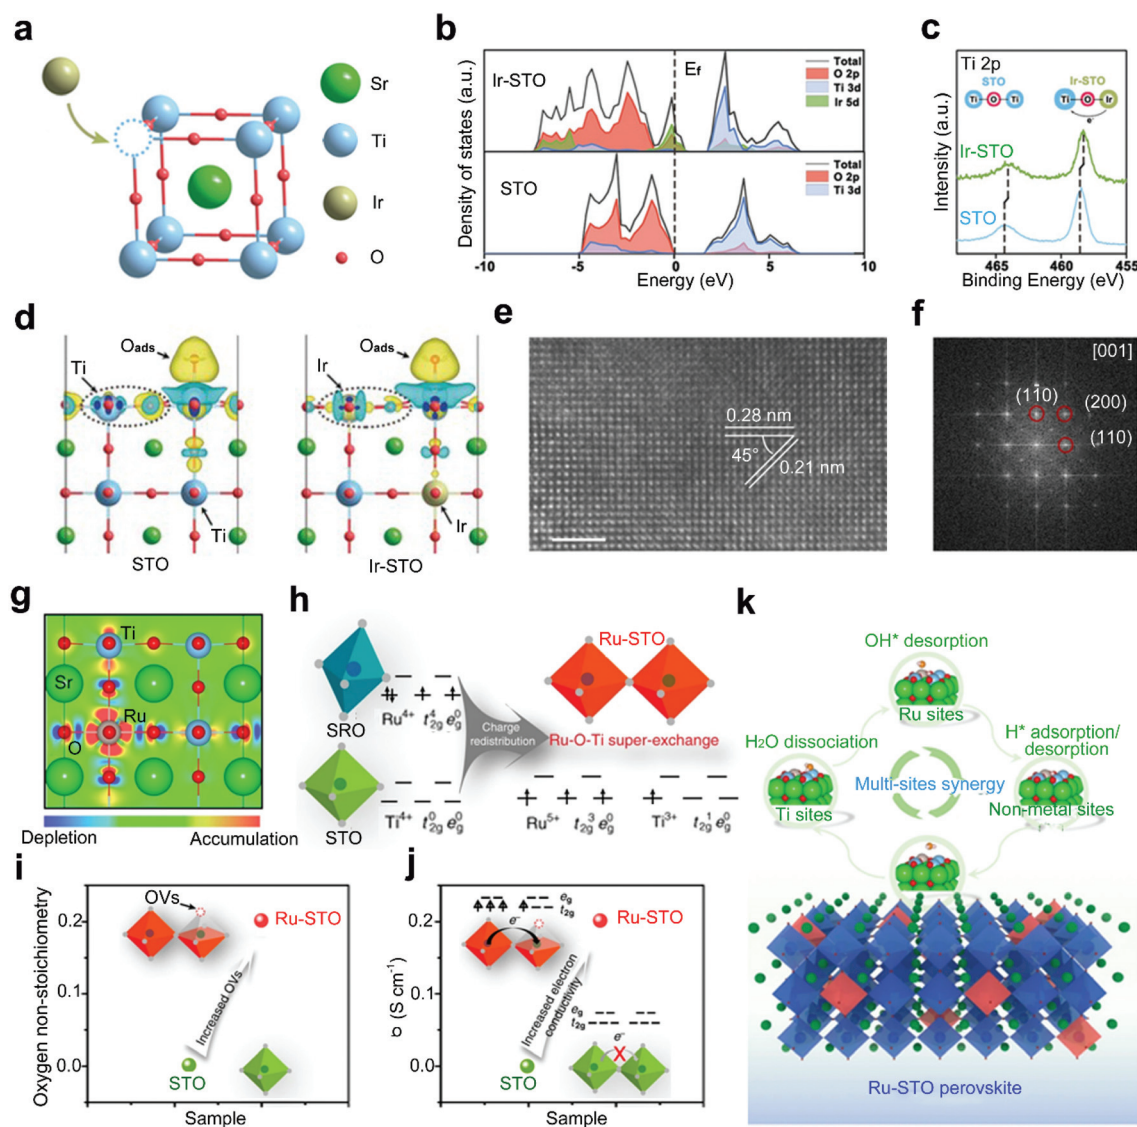 a
Sr
Ti
Ir
O
b
Ir-STO
Ef
Total
O 2p
Ti 3d
Ir 5d
STO
Total
O 2p
Ti 3d
Density of states (a.u.)
-10
-5
0
5
10
Energy (eV)
c
Ti 2p
STO
Ti O Ti
Ir-STO
Ti O Ir
e-
Ir-STO
STO
Intensity (a.u.)
465
460
455
Binding Energy (eV)
d
Oads
Ti
Ti
STO
Oads
Ir
Ir
Ir-STO
e
0.28 nm
45°
0.21 nm
f
[001]
(11̄0)
(200)
(110)
g
Ti
Sr
Ru
O
Depletion
Accumulation
h
SRO
Ru4+ t2g4 eg0
STO
Ti4+ t2g0 eg0
Charge
redistribution
Ru-STO
Ru-O-Ti super-exchange
Ru5+ t2g3 eg0
Ti3+ t2g1 eg0
k
OH* desorption
Ru sites
H2O dissociation
H* adsorption/
desorption
Multi-sites synergy
Ti sites
Non-metal sites
Ru-STO perovskite
i
OVs
Ru-STO
Increased OVs
STO
Oxygen non-stoichiometry
0.2
0.1
0.0
Sample
j
eg
t2g
e-
Ru-STO
Increased electron
conductivity
eg
t2g
e-
X
STO
σ (S cm-1)
0.2
0.1
0.0
Sample